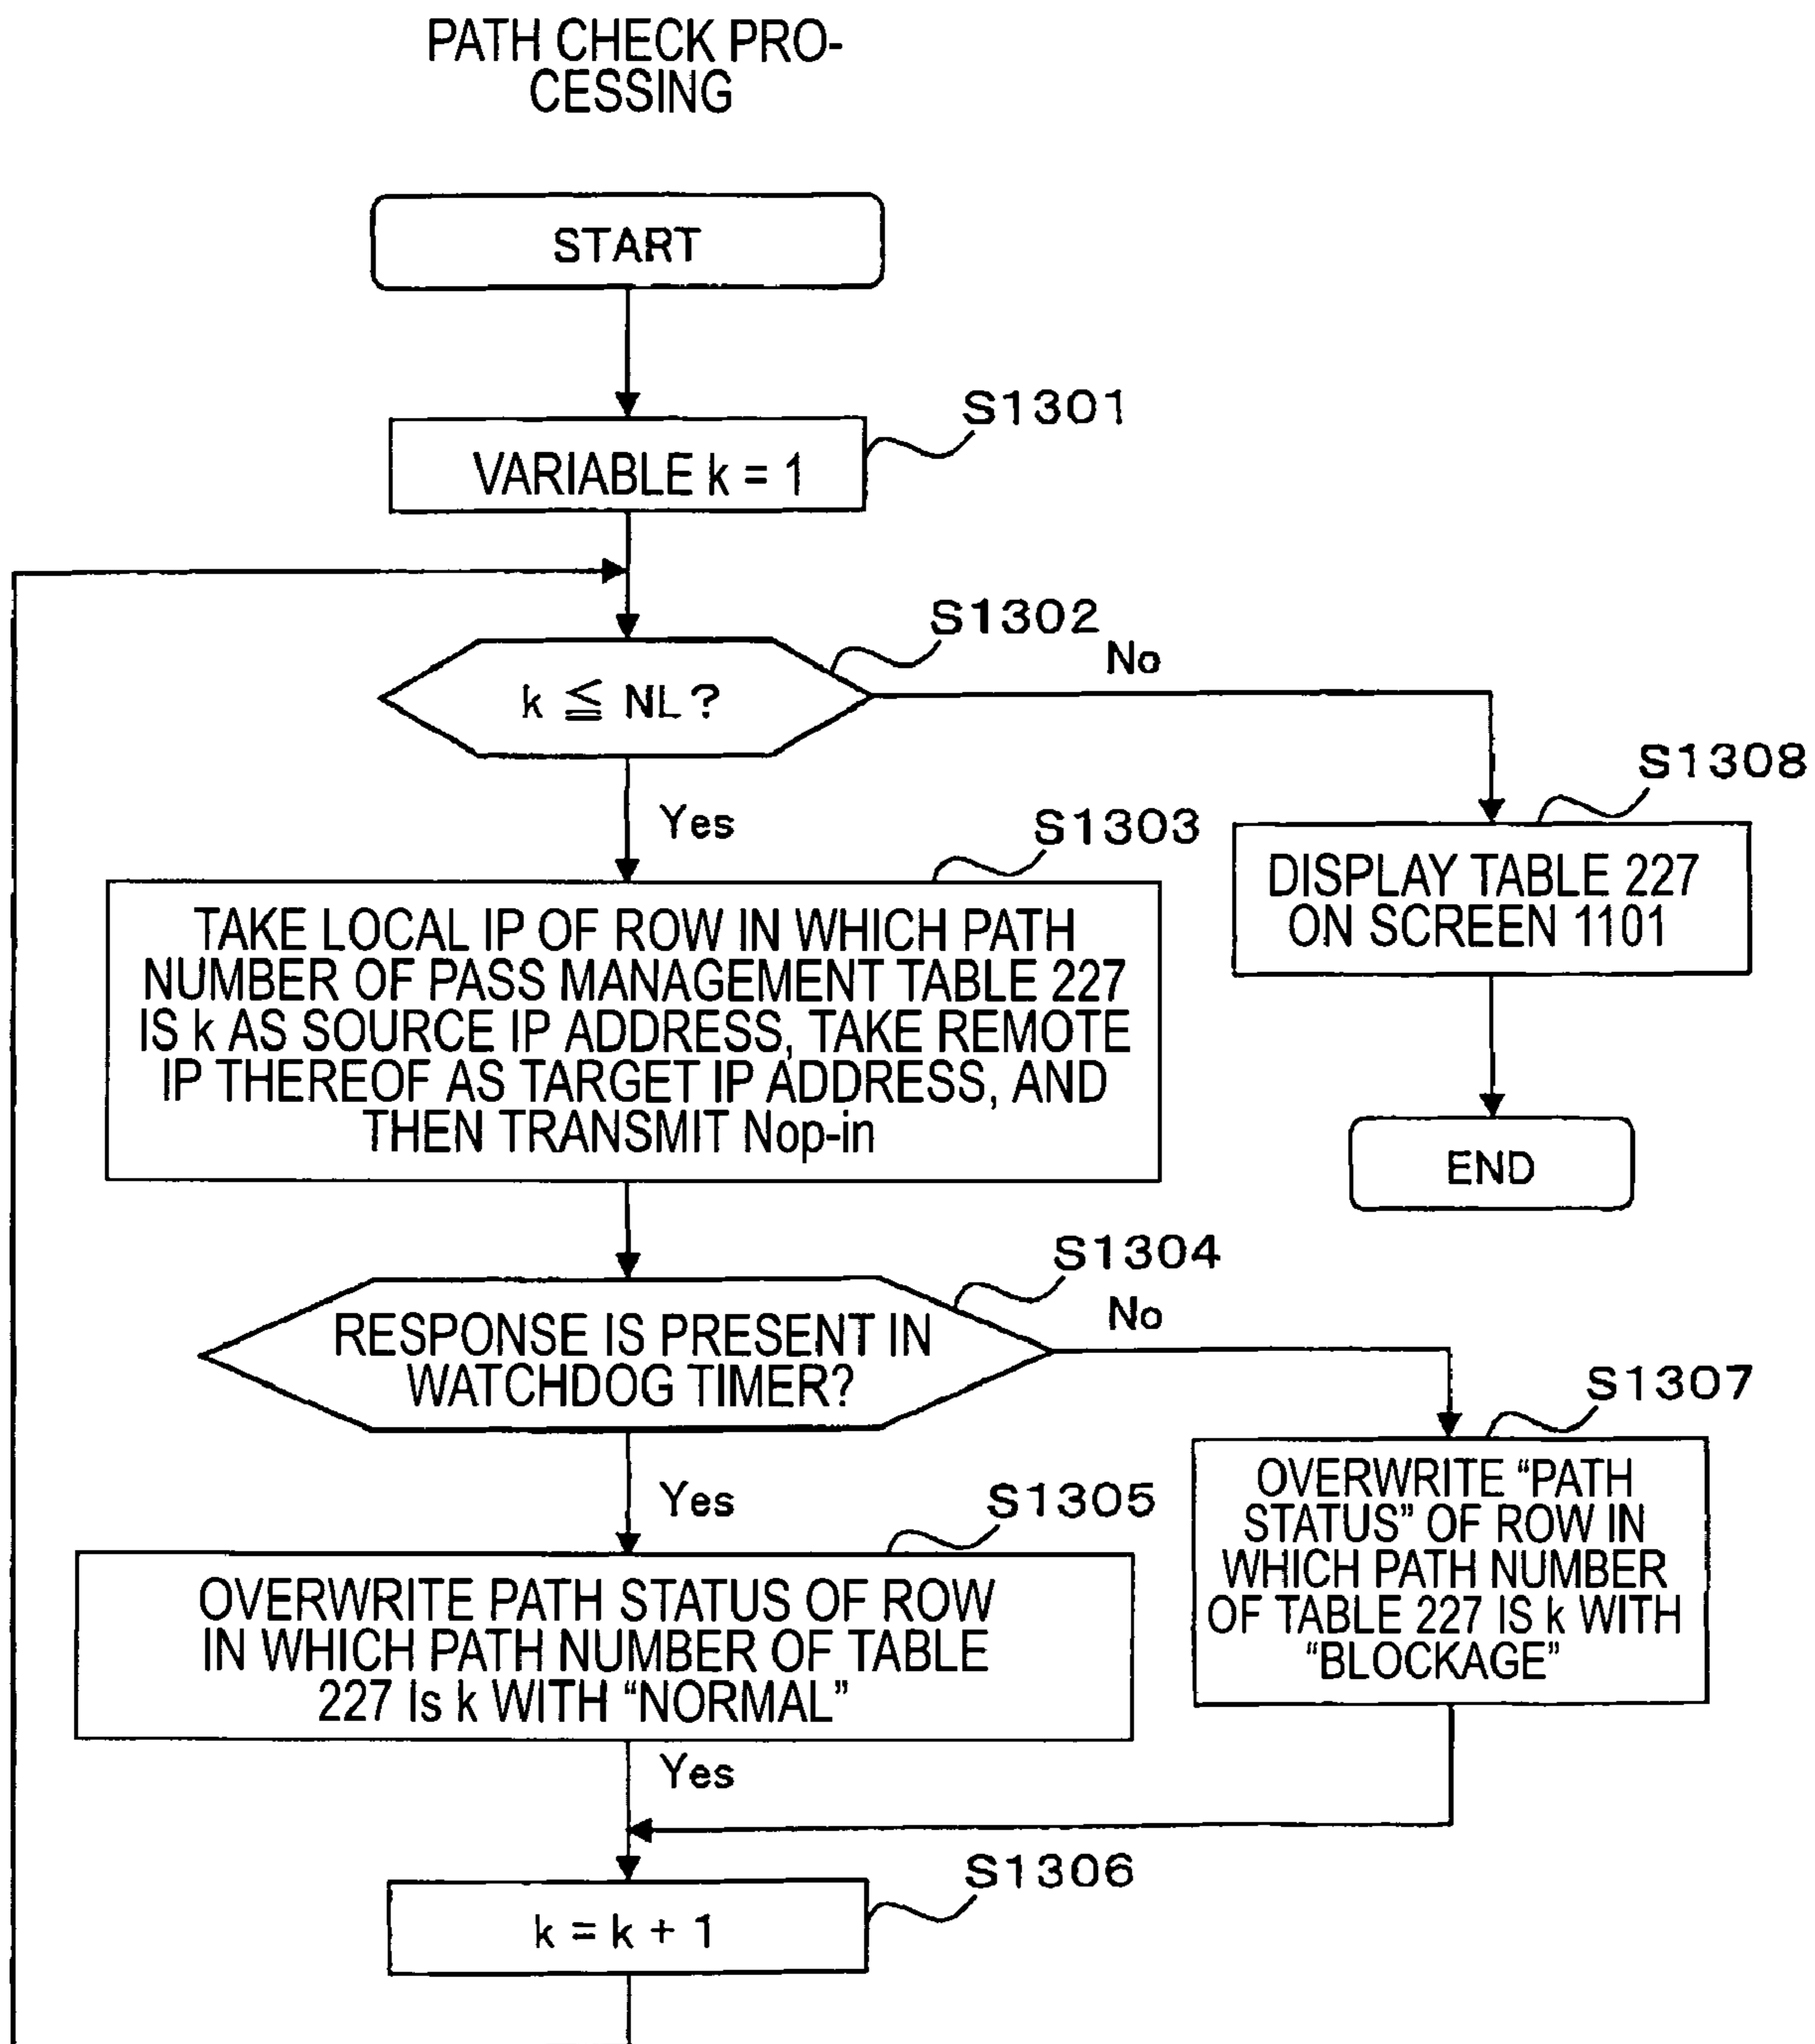 PATH CHECK PRO-
CESSING
START
S1301
VARIABLE k = 1
S1302
No
k ≦ NL?
S1308
Yes
S1303
DISPLAY TABLE 227
ON SCREEN 1101
TAKE LOCAL IP OF ROW IN WHICH PATH
NUMBER OF PASS MANAGEMENT TABLE 227
IS k AS SOURCE IP ADDRESS, TAKE REMOTE
IP THEREOF AS TARGET IP ADDRESS, AND
THEN TRANSMIT Nop-in
END
S1304
No
RESPONSE IS PRESENT IN
WATCHDOG TIMER?
S1307
OVERWRITE “PATH
STATUS” OF ROW IN
WHICH PATH NUMBER
OF TABLE 227 IS k WITH
“BLOCKAGE”
Yes
S1305
OVERWRITE PATH STATUS OF ROW
IN WHICH PATH NUMBER OF TABLE
227 Is k WITH “NORMAL”
Yes
S1306
k = k + 1